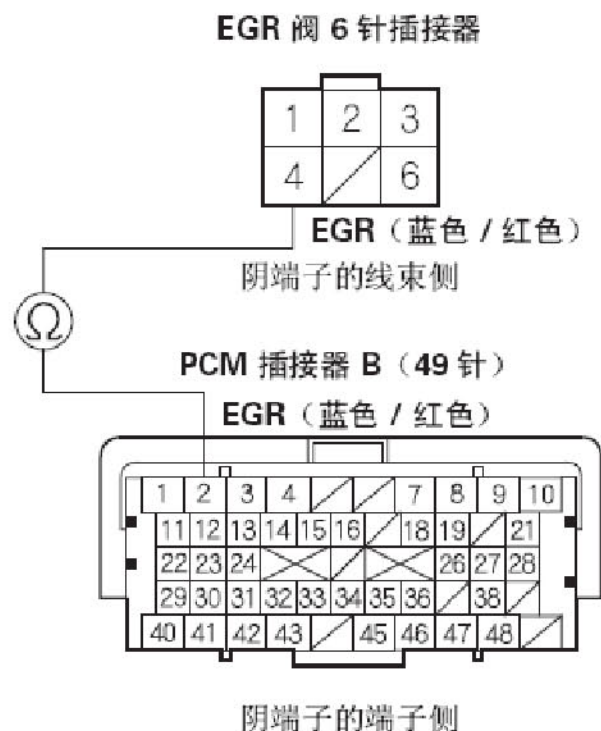 EGR 阀 6 针插接器
1 2 3
4 6
EGR（蓝色 / 红色）
阴端子的线束侧
Ω
PCM 插接器 B（49 针）
EGR（蓝色 / 红色）
1 2 3 4 7 8 9 10
11 12 13 14 15 16 18 19 21
22 23 24 26 27 28
29 30 31 32 33 34 35 36 38
40 41 42 43 45 46 47 48
阴端子的端子侧